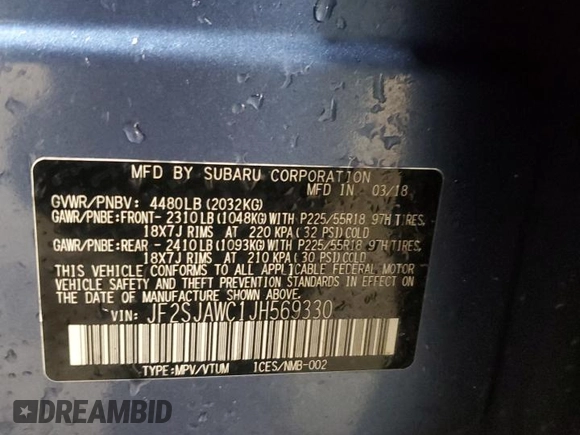 MFD BY SUBARU CORPORATION
MFD IN 03/18
GVWR/PNBV: 4480LB (2032KG)
GAWR/PNBE:FRONT- 2310LB(1048KG)WITH P225/55R18 97H TIRES,
18X7J RIMS AT 220 KPA( 32 PSI)COLD
GAWR/PNBE:REAR - 2410LB(1093KG)WITH P225/55R18 97H TIRES,
18X7J RIMS AT 210 KPA( 30 PSI)COLD
THIS VEHICLE CONFORMS TO ALL APPLICABLE FEDERAL MOTOR
VEHICLE SAFETY AND THEFT PREVENTION STANDARDS IN EFFECT
ON THE DATE OF MANUFACTURE SHOWN ABOVE.
VIN: JF2SJAWC1JH569330
TYPE:MPV/VTUM ICES/NMB-002
DREAMBID